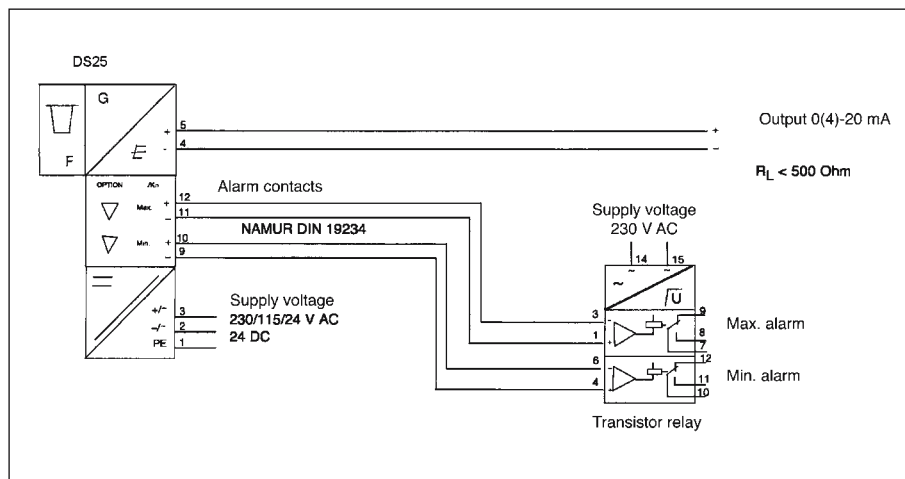 DS25
G
F
E
+ 5
- 4
Output 0(4)-20 mA
+
−
R_L < 500 Ohm
OPTION /Kn
Max. + 12
− 11
Min. + 10
− 9
Alarm contacts
NAMUR DIN 19234
+/~ 3
-/~ 2
PE 1
Supply voltage
230/115/24 V AC
24 DC
Supply voltage
230 V AC
~ 14 ~ 15
~
U
3 −
1 +
9
8
7
Max. alarm
6 −
4
12
11
10
Min. alarm
Transistor relay